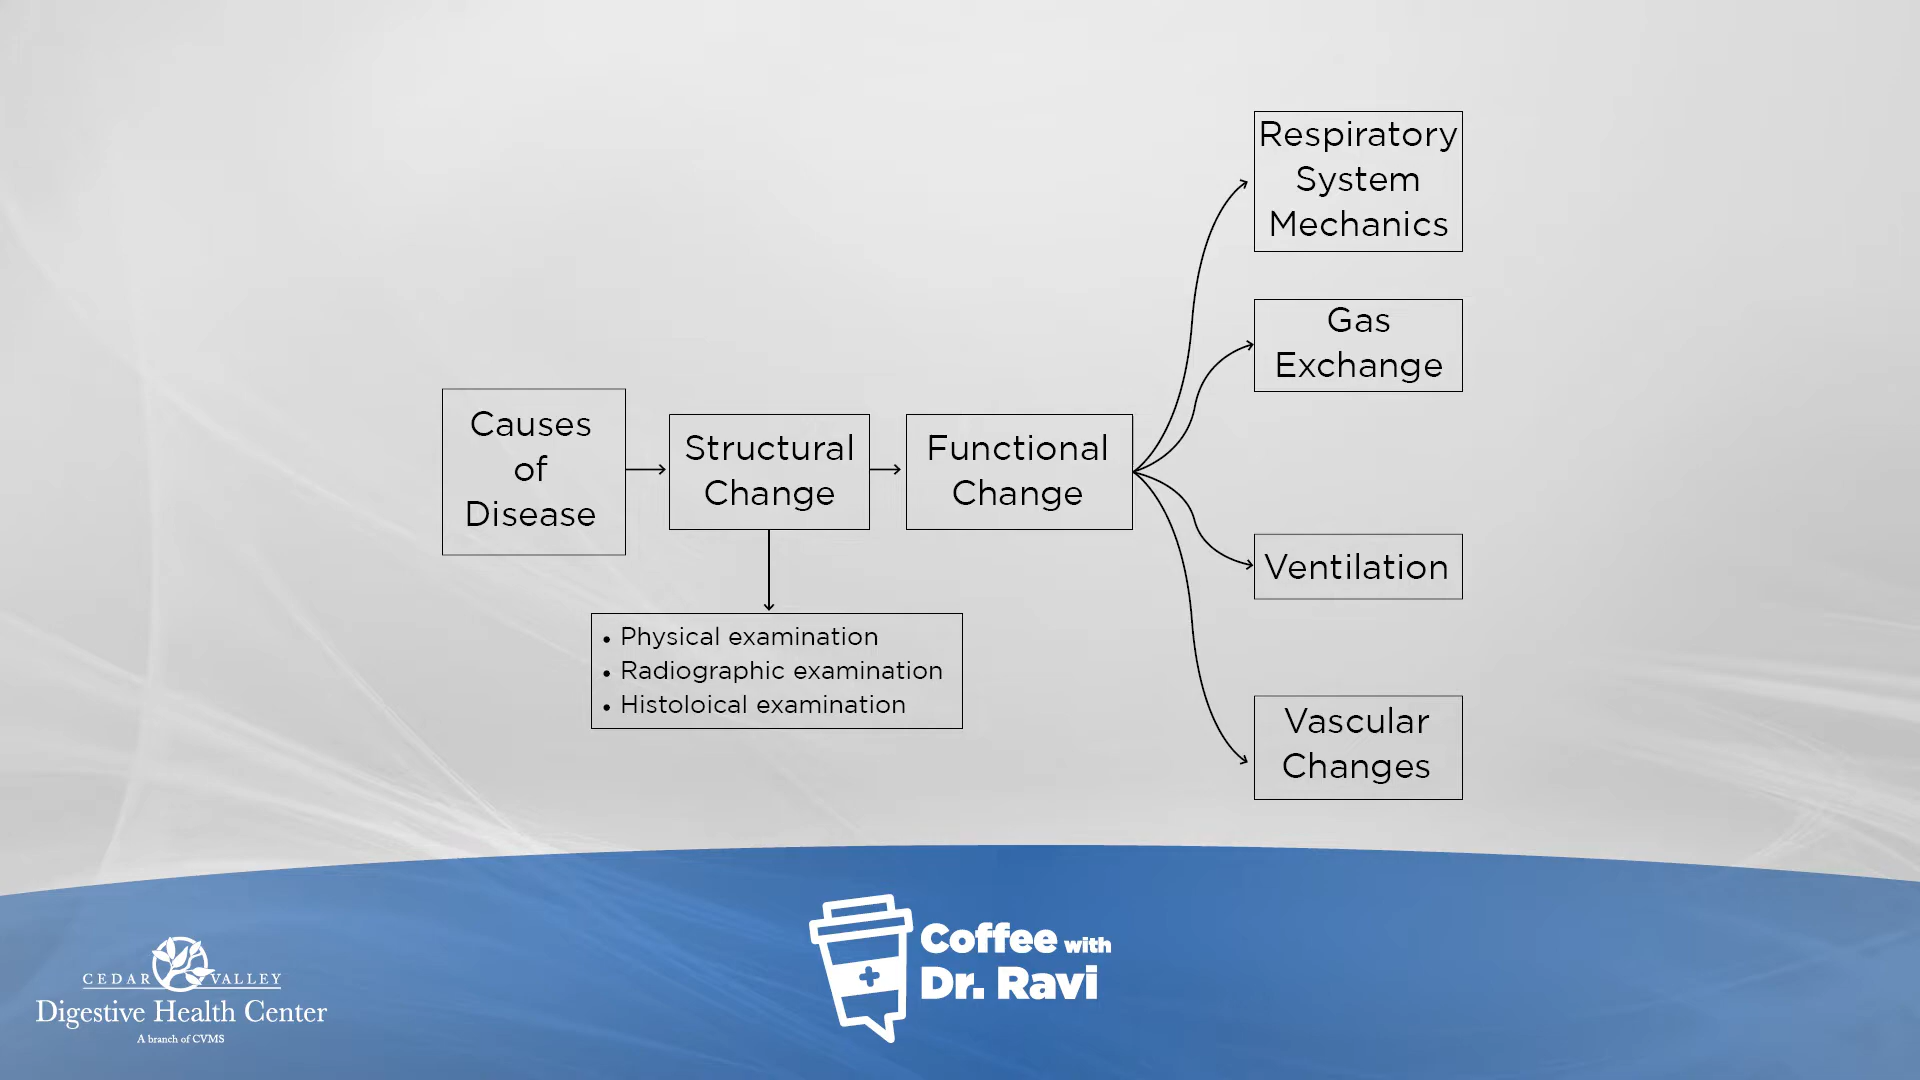 Respiratory
System
Mechanics
Gas
Exchange
Causes
of
Disease
Structural
Change
Functional
Change
Ventilation
• Physical examination
• Radiographic examination
• Histoloical examination
Vascular
Changes
CEDAR VALLEY
Digestive Health Center
A branch of CVMS
Coffee with
Dr. Ravi